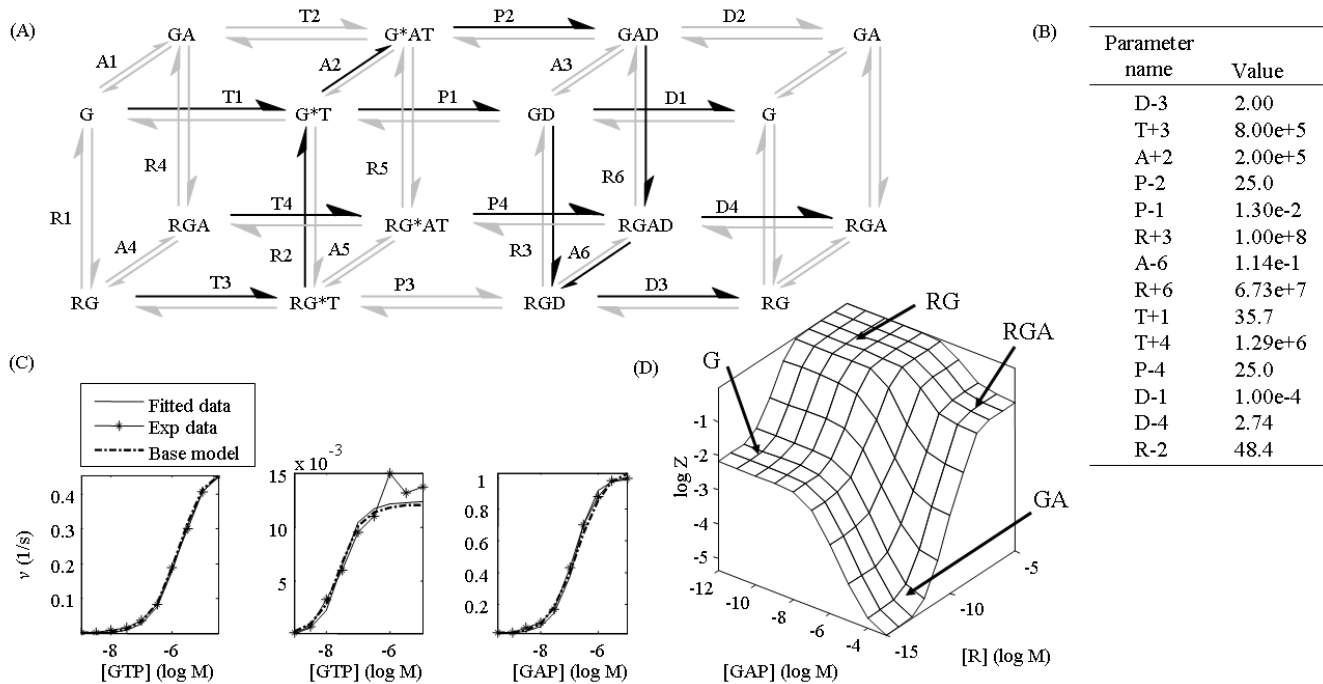 (A)
T2
P2
D2
GA
G*AT
GAD
GA
A1
A2
A3
T1
P1
D1
G
G*T
GD
G
R4
R5
R6
R1
T4
P4
D4
RGA
RG*AT
RGAD
RGA
A4
R2
A5
R3
A6
T3
P3
D3
RG
RG*T
RGD
RG
(B)
Parameter name Value
D-3 2.00
T+3 8.00e+5
A+2 2.00e+5
P-2 25.0
P-1 1.30e-2
R+3 1.00e+8
A-6 1.14e-1
R+6 6.73e+7
T+1 35.7
T+4 1.29e+6
P-4 25.0
D-1 1.00e-4
D-4 2.74
R-2 48.4
(C)
Fitted data
Exp data
Base model
v (1/s)
0.4
0.3
0.2
0.1
-8 -6
[GTP] (log M)
x 10^-3
15
10
5
-8 -6
[GTP] (log M)
1
0.8
0.6
0.4
0.2
-8 -6
[GAP] (log M)
(D)
RG
RGA
G
GA
log Z
-1
-2
-3
-4
-5
-12
-10
-8
-6
-4
[GAP] (log M)
-15
-10
-5
[R] (log M)